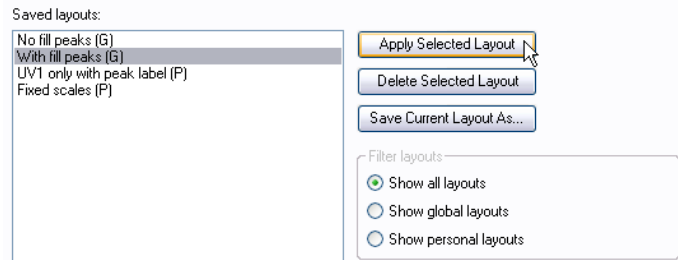 Saved layouts:
No fill peaks (G)
With fill peaks (G)
UV1 only with peak label (P)
Fixed scales (P)
Apply Selected Layout
Delete Selected Layout
Save Current Layout As...
Filter layouts
Show all layouts
Show global layouts
Show personal layouts